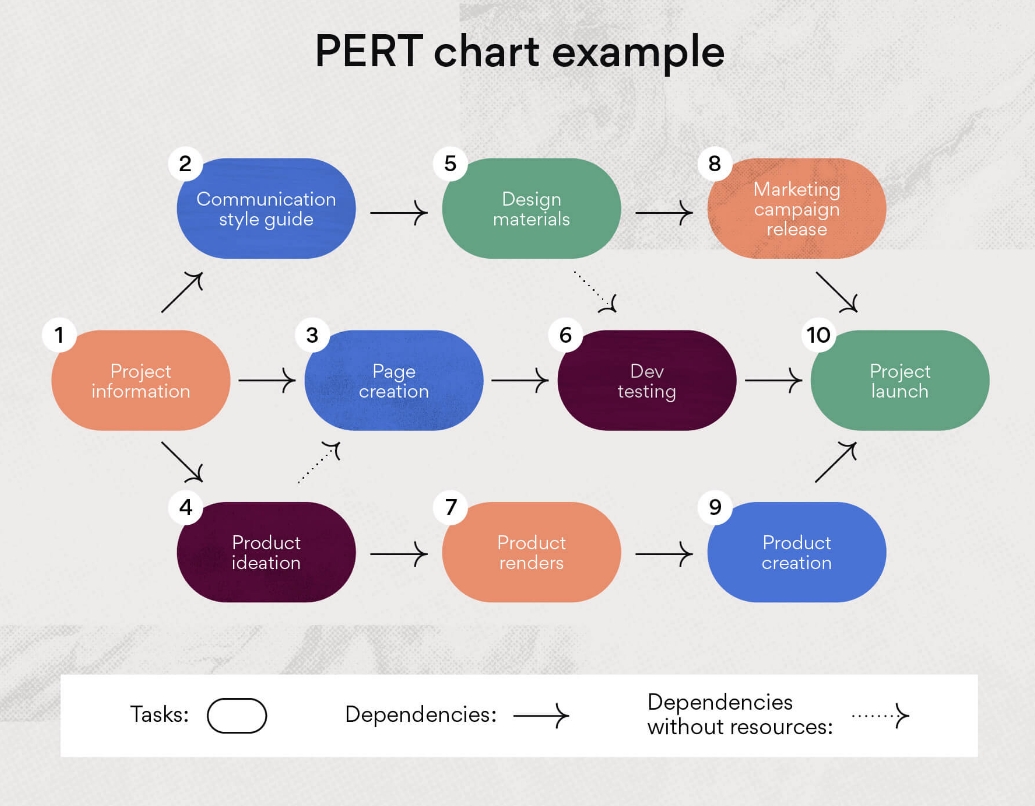 PERT chart example
2
Communication
style guide
5
Design
materials
8
Marketing
campaign
release
1
Project
information
3
Page
creation
6
Dev
testing
10
Project
launch
4
Product
ideation
7
Product
renders
9
Product
creation
Tasks:
Dependencies:
Dependencies
without resources: